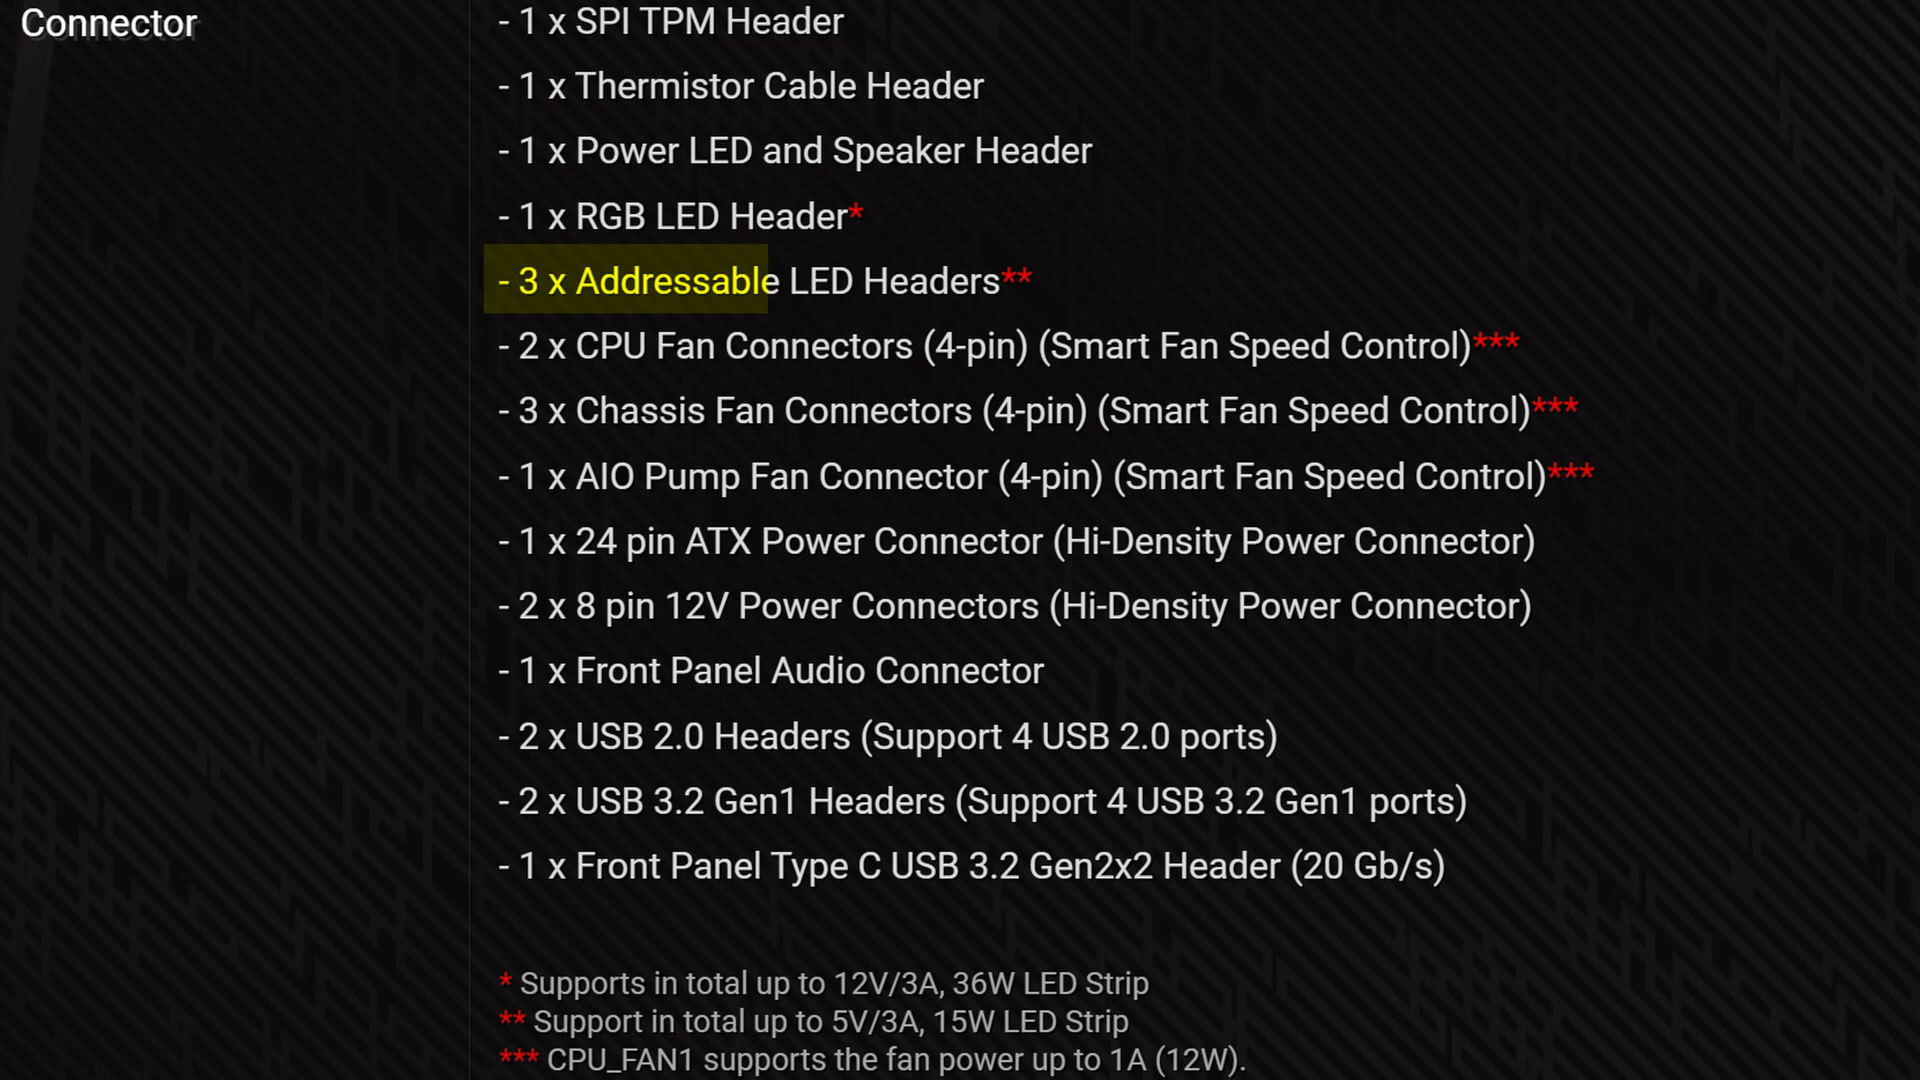 Connector
- 1 x SPI TPM Header
- 1 x Thermistor Cable Header
- 1 x Power LED and Speaker Header
- 1 x RGB LED Header*
- 3 x Addressable LED Headers**
- 2 x CPU Fan Connectors (4-pin) (Smart Fan Speed Control)***
- 3 x Chassis Fan Connectors (4-pin) (Smart Fan Speed Control)***
- 1 x AIO Pump Fan Connector (4-pin) (Smart Fan Speed Control)***
- 1 x 24 pin ATX Power Connector (Hi-Density Power Connector)
- 2 x 8 pin 12V Power Connectors (Hi-Density Power Connector)
- 1 x Front Panel Audio Connector
- 2 x USB 2.0 Headers (Support 4 USB 2.0 ports)
- 2 x USB 3.2 Gen1 Headers (Support 4 USB 3.2 Gen1 ports)
- 1 x Front Panel Type C USB 3.2 Gen2x2 Header (20 Gb/s)
* Supports in total up to 12V/3A, 36W LED Strip
** Support in total up to 5V/3A, 15W LED Strip
*** CPU_FAN1 supports the fan power up to 1A (12W).